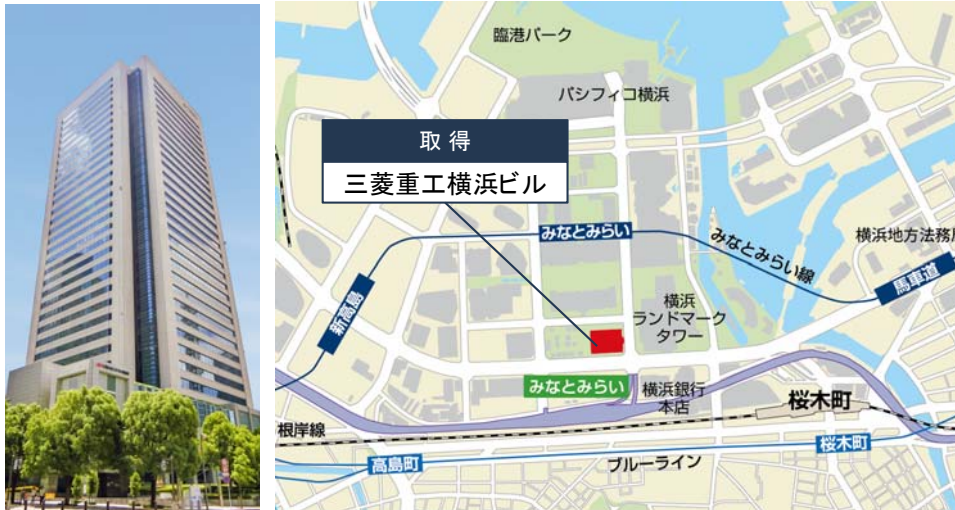 臨港パーク
パシフィコ横浜
取得
三菱重工横浜ビル
みなとみらい
みなとみらい線
横浜地方法務局
馬車道
新高島
横浜
ランドマーク
タワー
みなとみらい
横浜銀行
本店
桜木町
根岸線
高島町
ブルーライン
桜木町